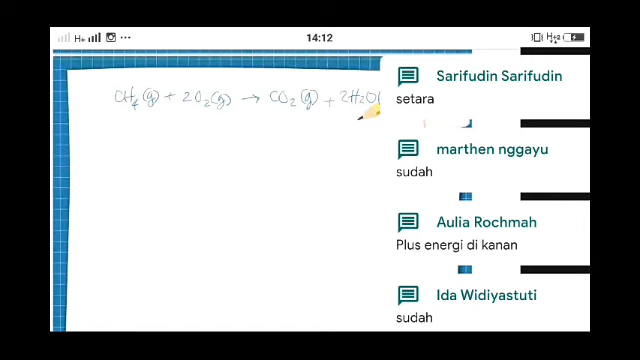 H+ 14:12 H+2
CH₄(g) + 2O₂(g) → CO₂(g) + 2H₂O(
Sarifudin Sarifudin
setara
marthen nggayu
sudah
Aulia Rochmah
Plus energi di kanan
Ida Widiyastuti
sudah